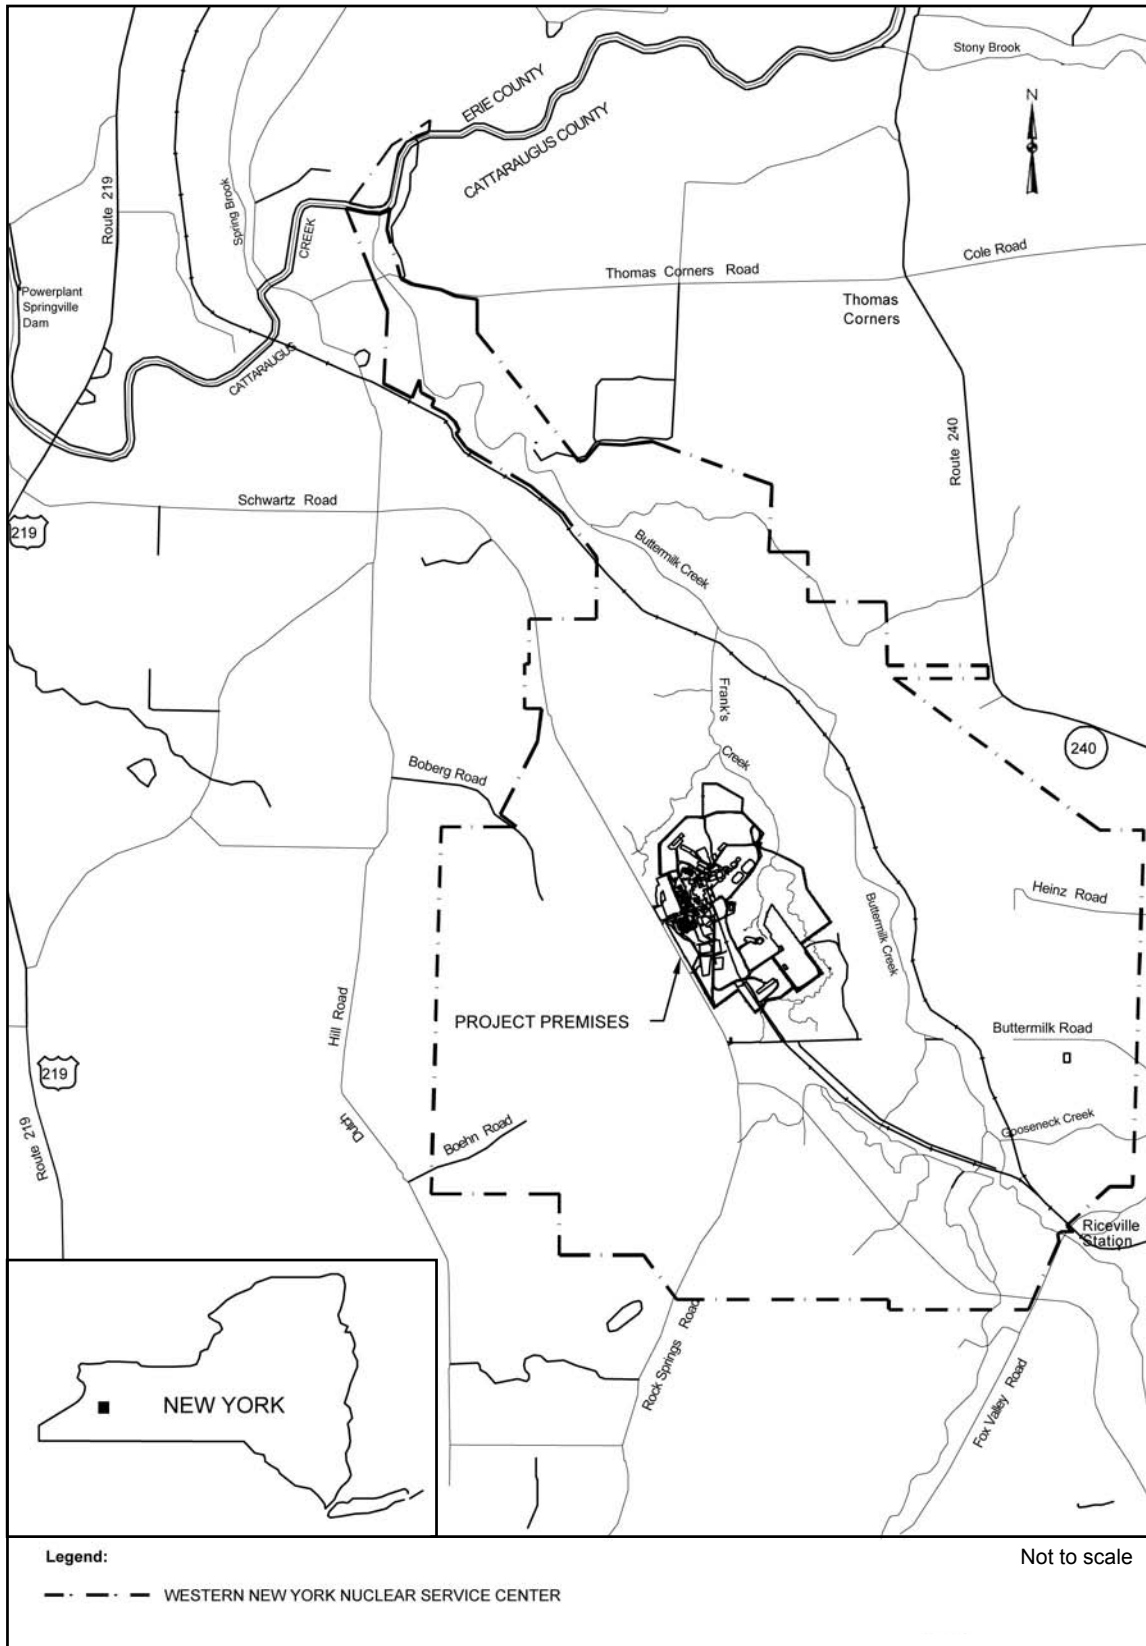 Stony Brook
ERIE COUNTY
CATTARAUGUS COUNTY
N
Route 219
Spring Brook
CREEK
Cole Road
Thomas Corners Road
Powerplant
Springville
Dam
Thomas
Corners
CATTARAUGUS
Route 240
Schwartz Road
219
Buttermilk Creek
Frank's
Creek
240
Boberg Road
Heinz Road
Buttermilk Creek
Hill Road
PROJECT PREMISES
Buttermilk Road
219
Route 219
Dutch
Boehn Road
Gooseneck Creek
Riceville
Station
Rock Springs Road
Fox Valley Road
NEW YORK
Legend:
Not to scale
WESTERN NEW YORK NUCLEAR SERVICE CENTER